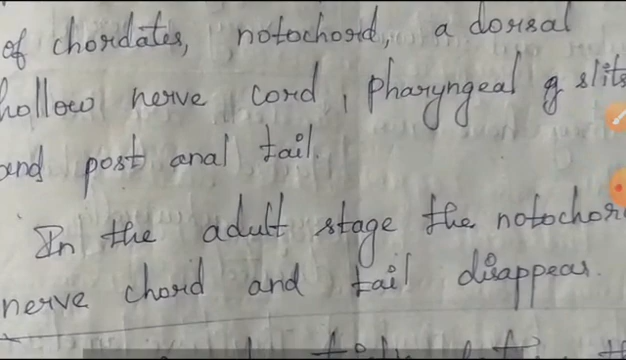 of chordates, notochord, a dorsal
hollow nerve cord, pharyngeal g slits
and post anal tail.
In the adult stage the notochor
nerve chord and tail disappear.